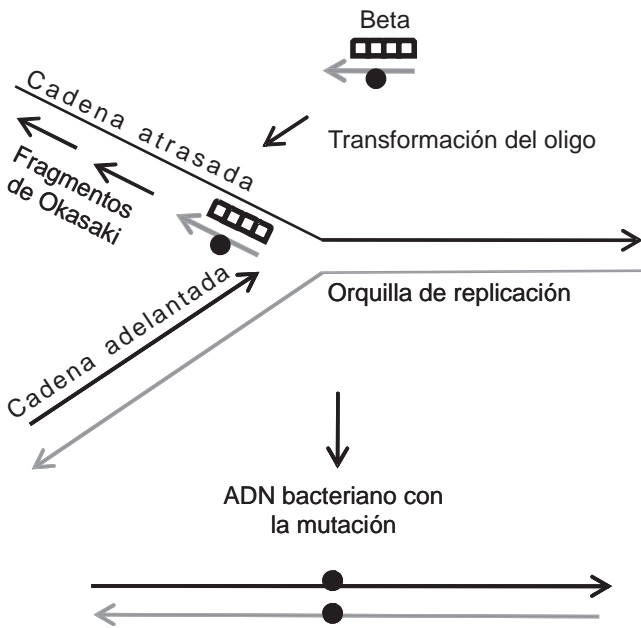 Beta
Cadena atrasada
Transformación del oligo
Fragmentos
de Okasaki
Cadena adelantada
Orquilla de replicación
ADN bacteriano con
la mutación